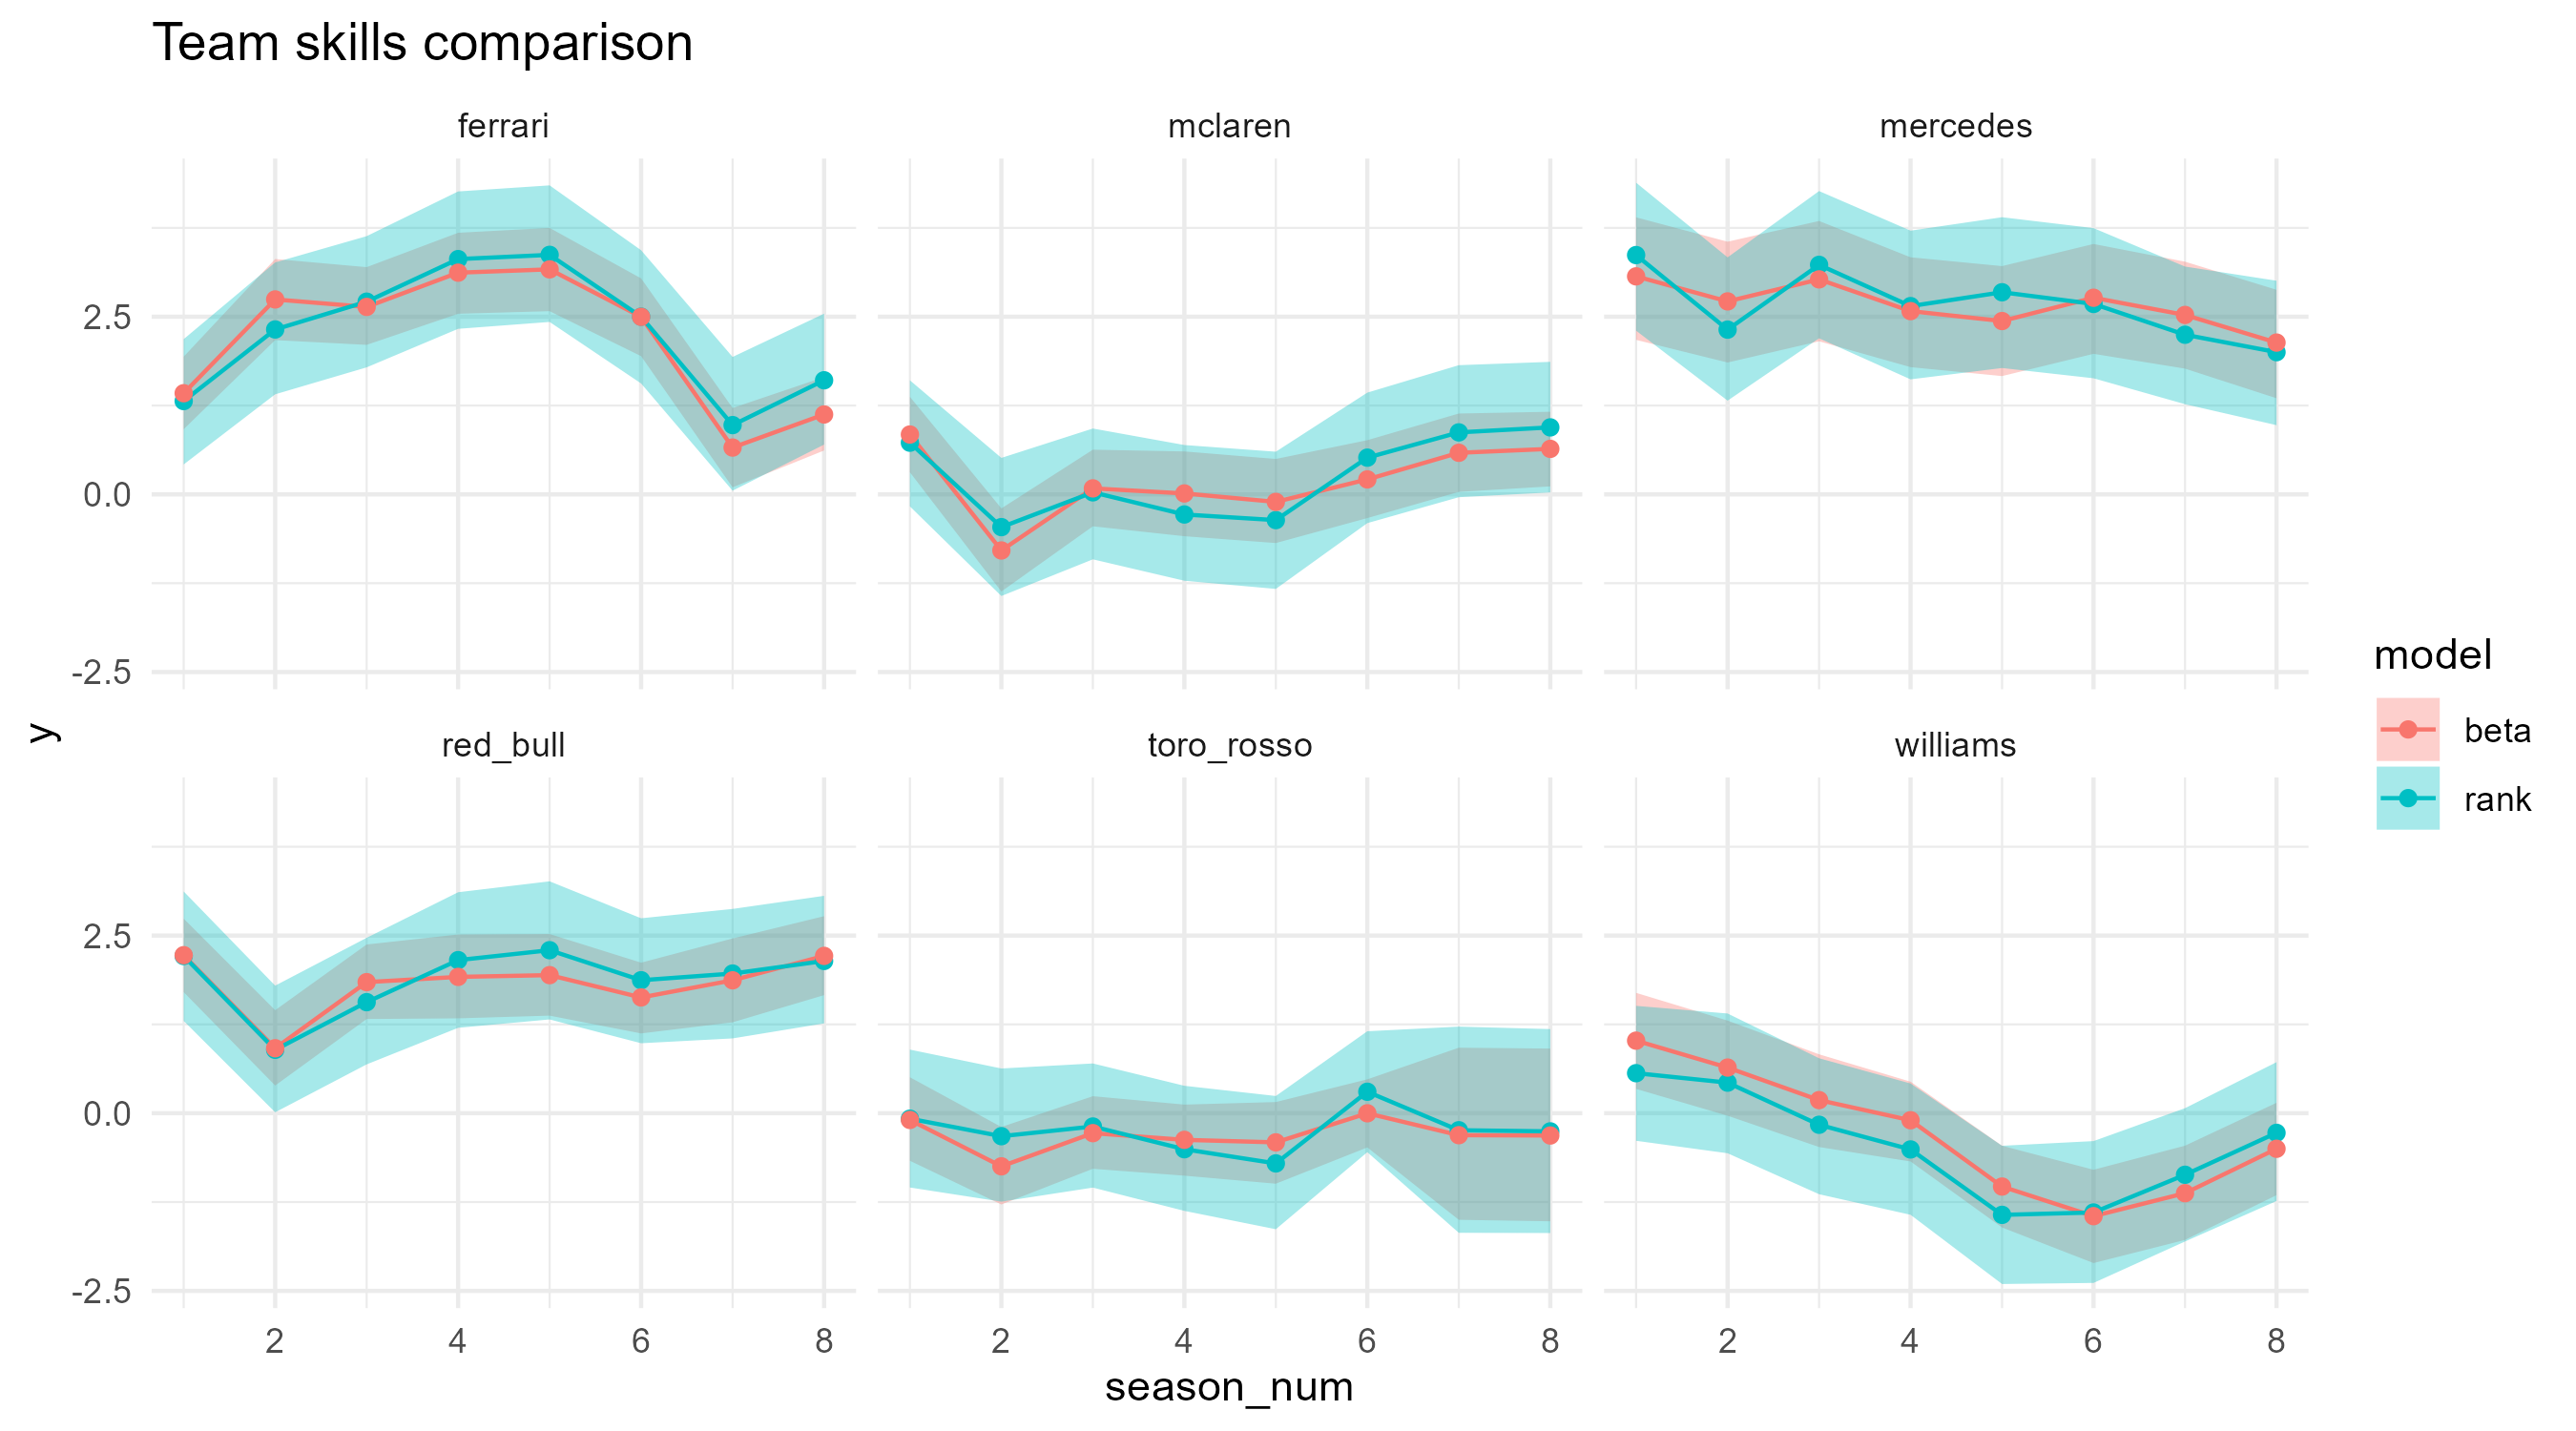 Team skills comparison
ferrari
mclaren
mercedes
2.5
0.0
-2.5
y
red_bull
toro_rosso
williams
2.5
0.0
-2.5
2 4 6 8
2 4 6 8
2 4 6 8
season_num
model
beta
rank